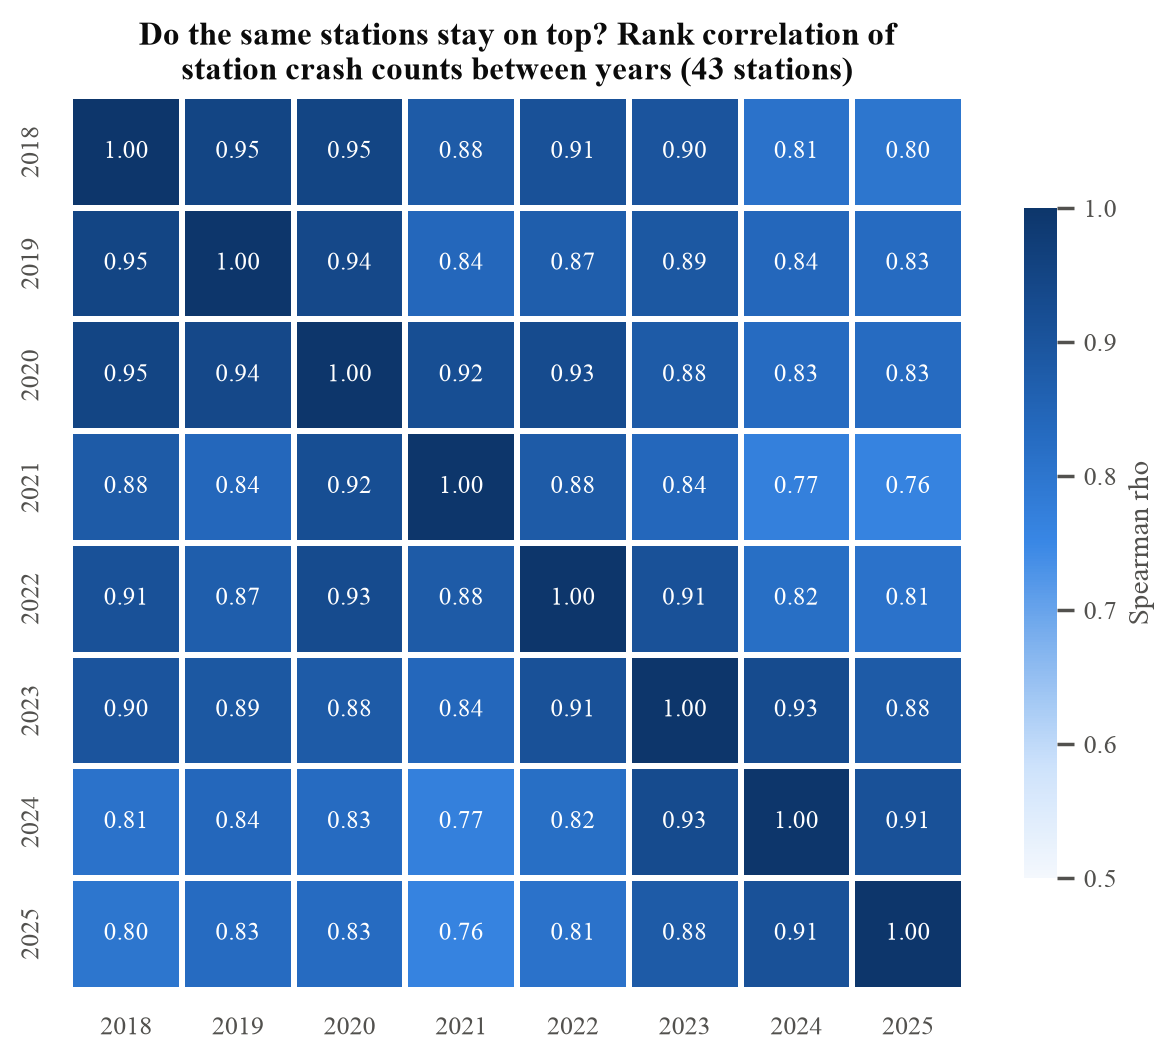 Do the same stations stay on top? Rank correlation of
station crash counts between years (43 stations)
2018 1.00 0.95 0.95 0.88 0.91 0.90 0.81 0.80
2019 0.95 1.00 0.94 0.84 0.87 0.89 0.84 0.83
2020 0.95 0.94 1.00 0.92 0.93 0.88 0.83 0.83
2021 0.88 0.84 0.92 1.00 0.88 0.84 0.77 0.76
2022 0.91 0.87 0.93 0.88 1.00 0.91 0.82 0.81
2023 0.90 0.89 0.88 0.84 0.91 1.00 0.93 0.88
2024 0.81 0.84 0.83 0.77 0.82 0.93 1.00 0.91
2025 0.80 0.83 0.83 0.76 0.81 0.88 0.91 1.00
2018 2019 2020 2021 2022 2023 2024 2025
1.0
0.9
0.8
0.7
0.6
0.5
Spearman rho